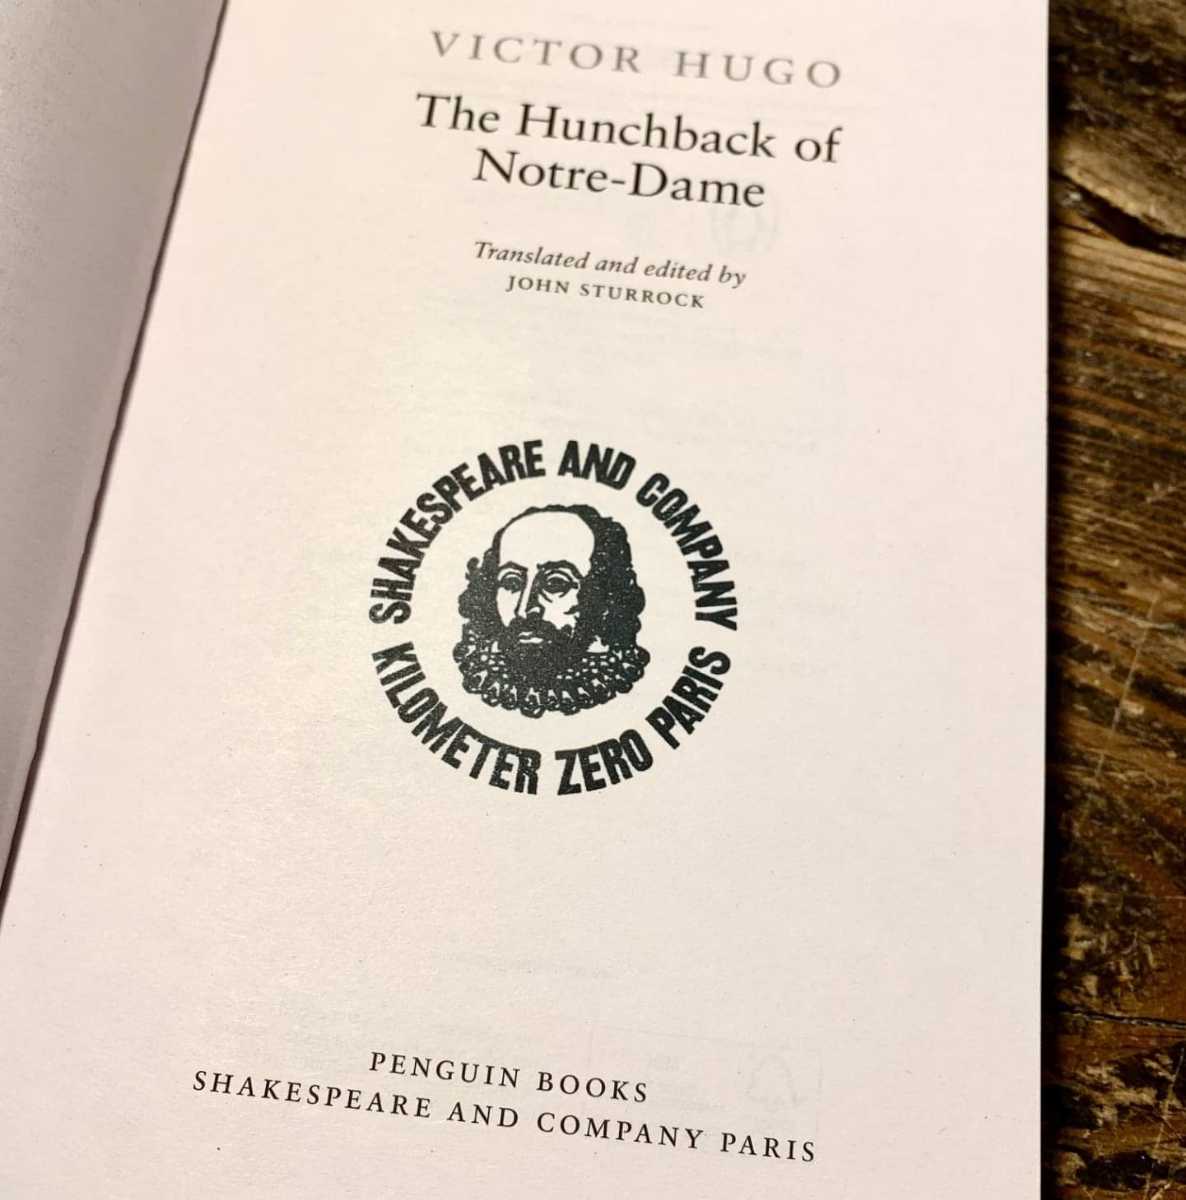 VICTOR HUGO
The Hunchback of
Notre-Dame
Translated and edited by
JOHN STURROCK
SHAKESPEARE AND COMPANY
KILOMETER ZERO PARIS
PENGUIN BOOKS
SHAKESPEARE AND COMPANY PARIS